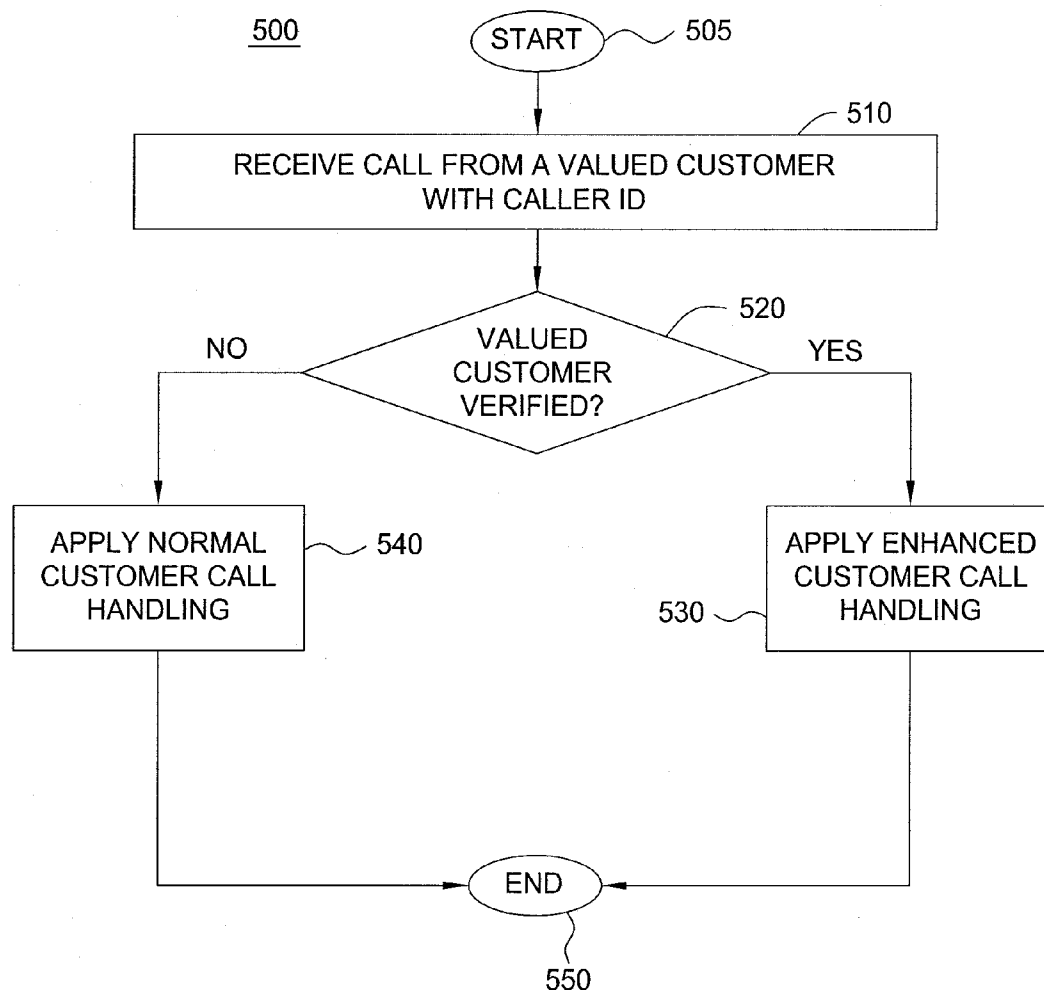 500
START
505
510
RECEIVE CALL FROM A VALUED CUSTOMER
WITH CALLER ID
520
NO
VALUED
CUSTOMER
VERIFIED?
YES
APPLY NORMAL
CUSTOMER CALL
HANDLING
540
APPLY ENHANCED
CUSTOMER CALL
HANDLING
530
END
550